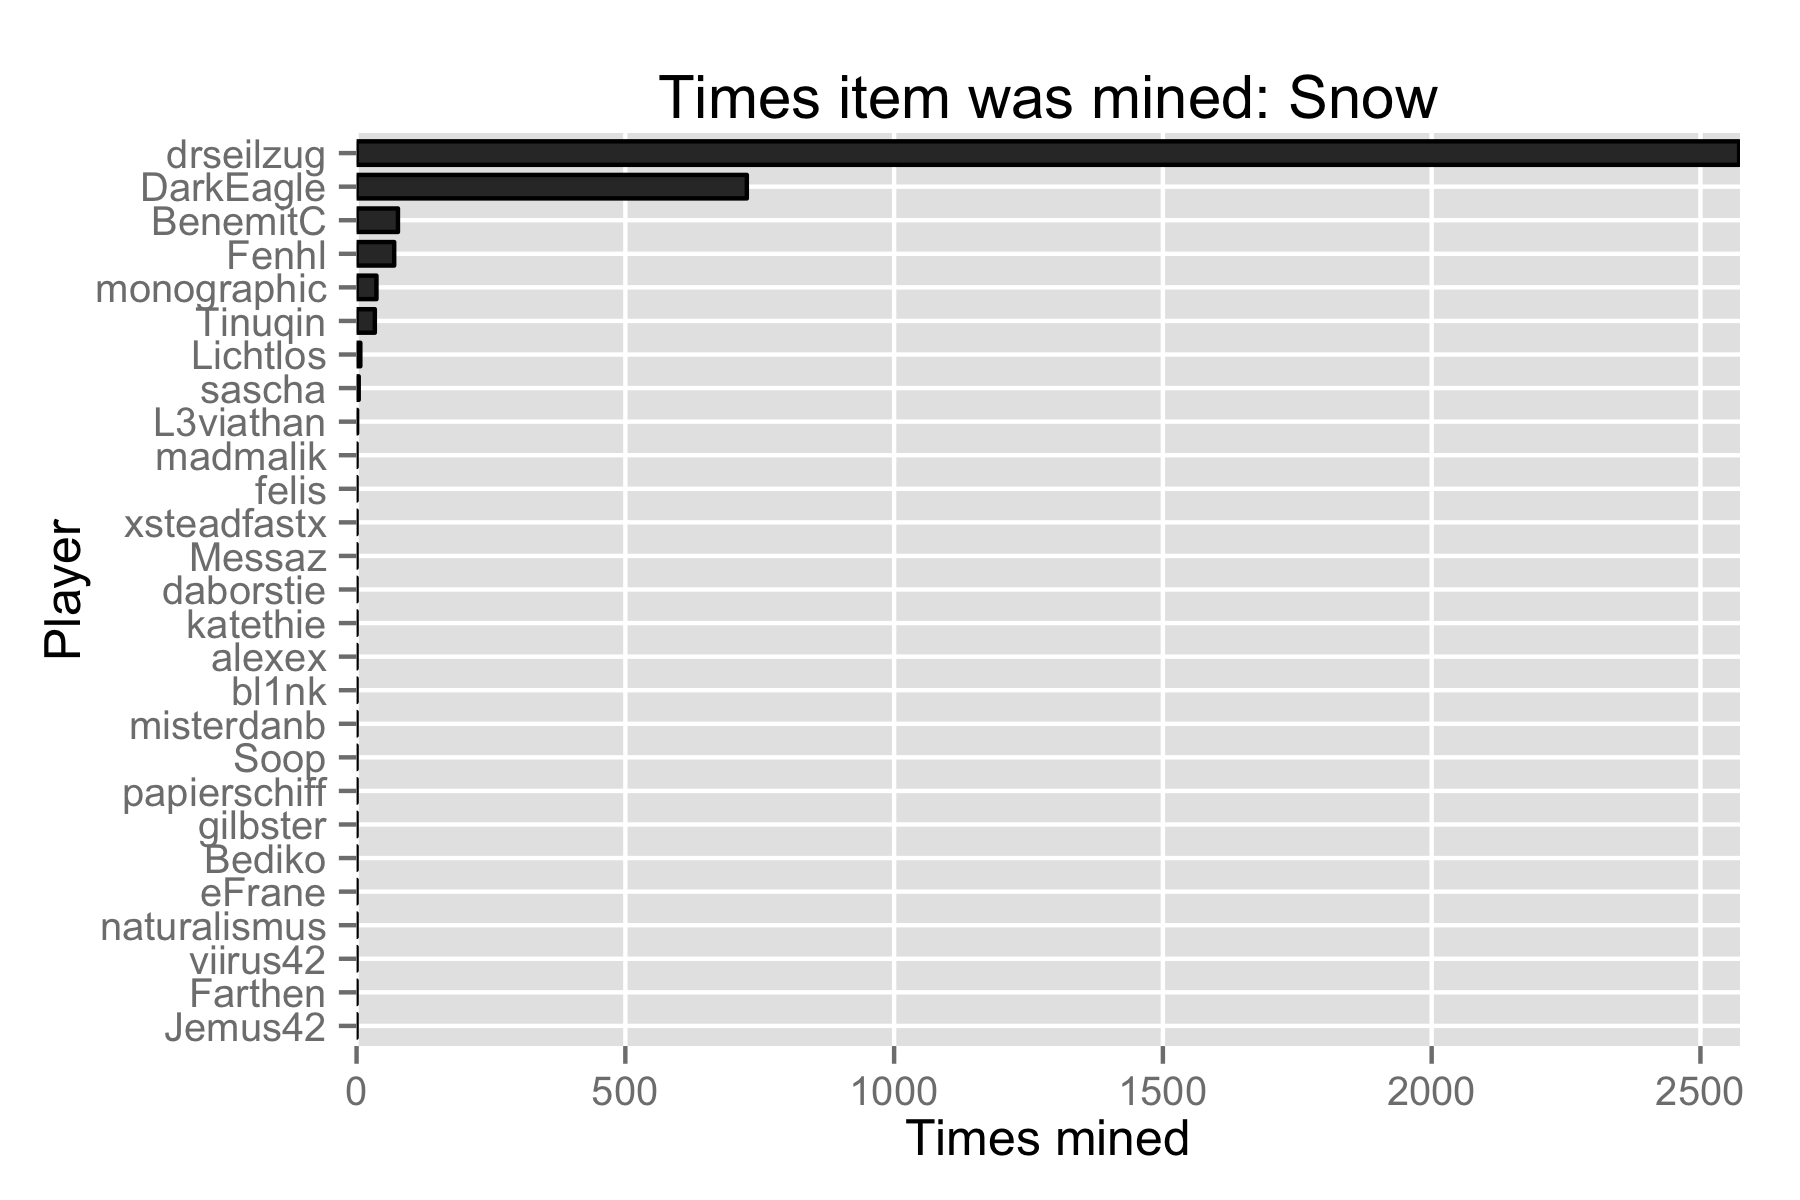 Times item was mined: Snow
drseilzug
DarkEagle
BenemitC
Fenhl
monographic
Tinuqin
Lichtlos
sascha
L3viathan
madmalik
felis
xsteadfastx
Messaz
daborstie
katethie
alexex
bl1nk
misterdanb
Soop
papierschiff
gilbster
Bediko
eFrane
naturalismus
viirus42
Farthen
Jemus42
Player
0 500 1000 1500 2000 2500
Times mined